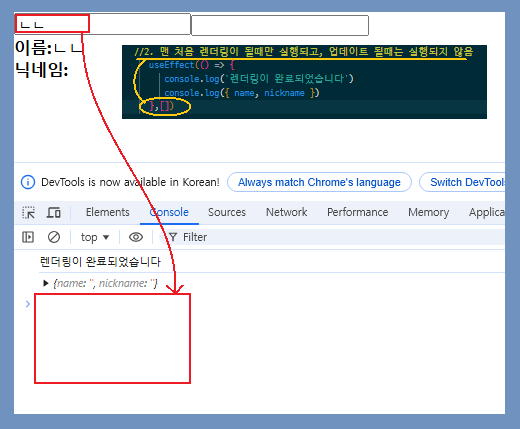 ㄴㄴ
이름:ㄴㄴ
닉네임:
//2. 맨 처음 렌더링이 될때만 실행되고, 업데이트 될때는 실행되지 않음
useEffect(() => {
console.log('렌더링이 완료되었습니다')
console.log({ name, nickname })
},[])
DevTools is now available in Korean! Always match Chrome's language Switch DevTools
Elements Console Sources Network Performance Memory Applica
top Filter
렌더링이 완료되었습니다
{name: '', nickname: ''}